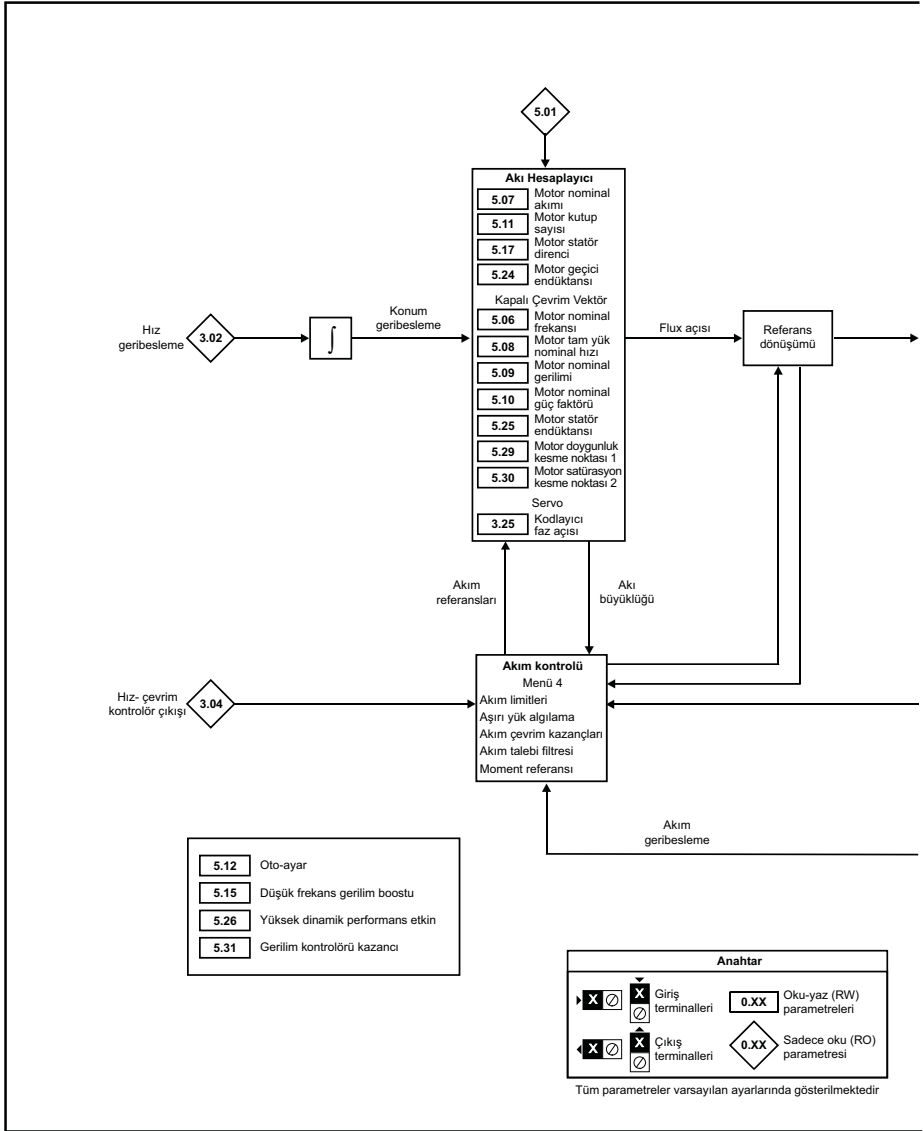 5.01
Akı Hesaplayıcı
5.07 Motor nominal
akımı
5.11 Motor kutup
sayısı
5.17 Motor statör
direnci
5.24 Motor geçici
endüktansı
Kapalı Çevrim Vektör
5.06 Motor nominal
frekansı
5.08 Motor tam yük
nominal hızı
5.09 Motor nominal
gerilimi
5.10 Motor nominal
güç faktörü
5.25 Motor statör
endüktansı
5.29 Motor doygunluk
kesme noktası 1
5.30 Motor satürasyon
kesme noktası 2
Servo
3.25 Kodlayıcı
faz açısı
Hız
geribesleme
3.02
∫
Konum
geribesleme
Flux açısı
Referans
dönüşümü
Akım
referansları
Akı
büyüklüğü
Hız- çevrim
kontrolör çıkışı
3.04
Akım kontrolü
Menü 4
Akım limitleri
Aşırı yük algılama
Akım çevrim kazançları
Akım talebi filtresi
Moment referansı
Akım
geribesleme
5.12 Oto-ayar
5.15 Düşük frekans gerilim boostu
5.26 Yüksek dinamik performans etkin
5.31 Gerilim kontrolörü kazancı
Anahtar
X X Giriş
terminalleri
0.XX Oku-yaz (RW)
parametreleri
X X Çıkış
terminalleri
0.XX Sadece oku (RO)
parametresi
Tüm parametreler varsayılan ayarlarında gösterilmektedir